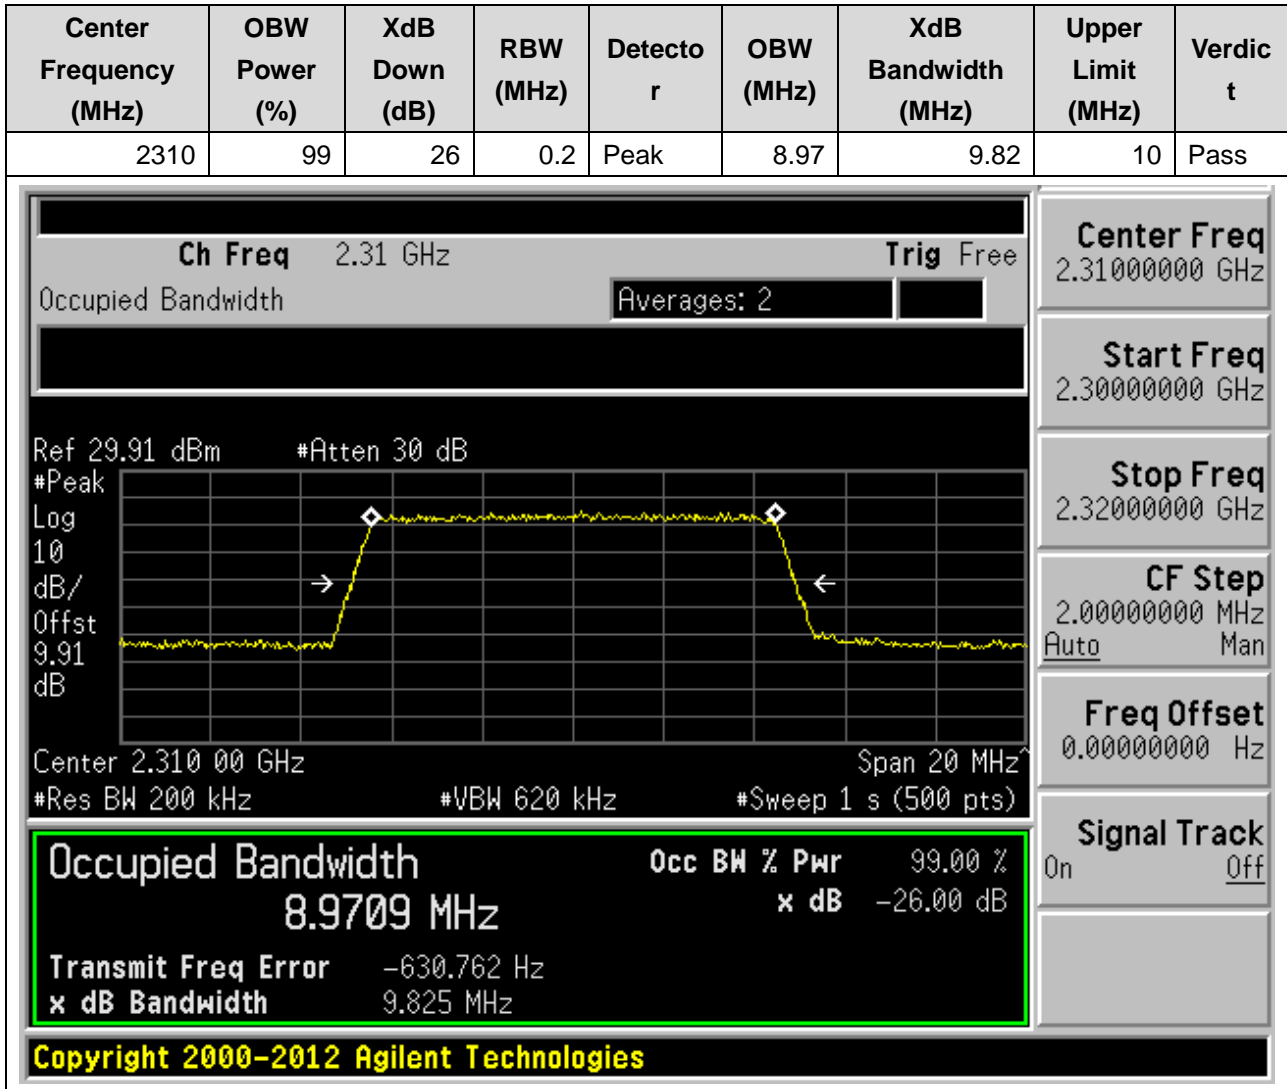 Center Frequency (MHz) OBW Power (%) XdB Down (dB) RBW (MHz) Detecto r OBW (MHz) XdB Bandwidth (MHz) Upper Limit (MHz) Verdic t
2310 99 26 0.2 Peak 8.97 9.82 10 Pass
Ch Freq 2.31 GHz Trig Free
Occupied Bandwidth Averages: 2
Ref 29.91 dBm #Atten 30 dB
#Peak
Log
10
dB/
Offst
9.91
dB
Center 2.310 00 GHz Span 20 MHz^
#Res BW 200 kHz #VBW 620 kHz #Sweep 1 s (500 pts)
Occupied Bandwidth Occ BW % Pwr 99.00 %
8.9709 MHz x dB -26.00 dB
Transmit Freq Error -630.762 Hz
x dB Bandwidth 9.825 MHz
Copyright 2000-2012 Agilent Technologies
Center Freq
2.31000000 GHz
Start Freq
2.30000000 GHz
Stop Freq
2.32000000 GHz
CF Step
2.00000000 MHz
Auto Man
Freq Offset
0.00000000 Hz
Signal Track
On Off